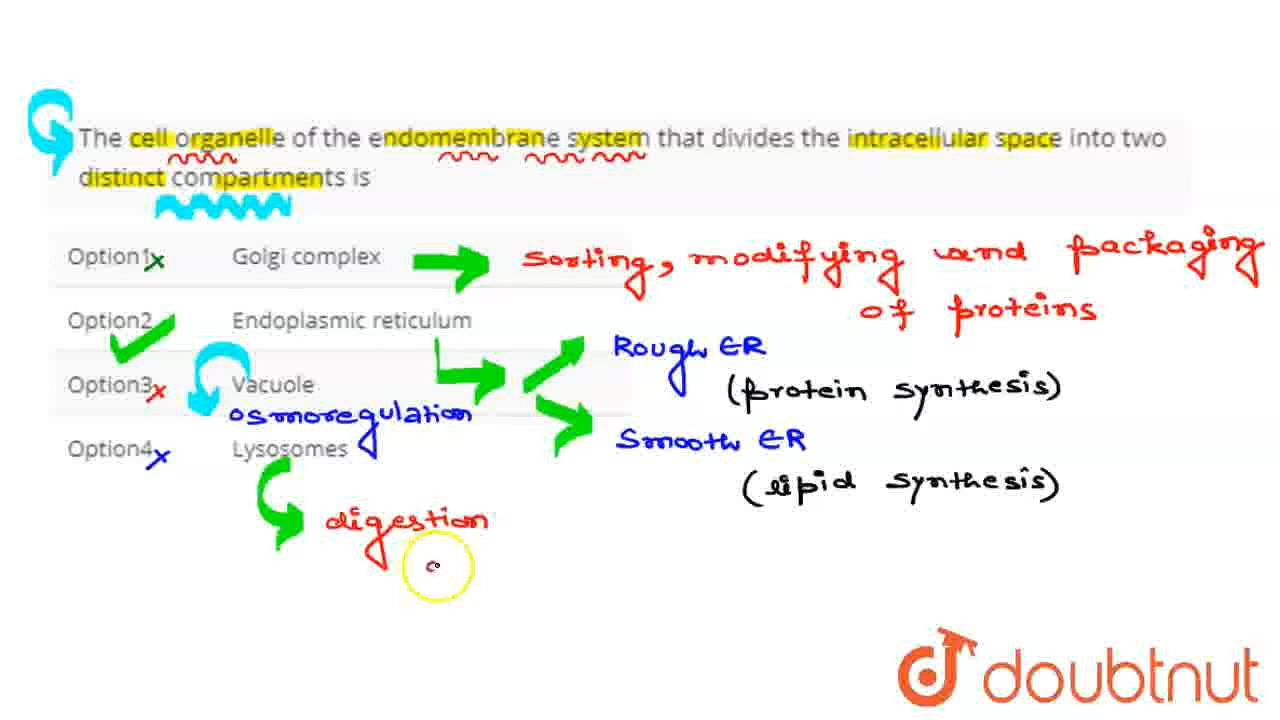 The cell organelle of the endomembrane system that divides the intracellular space into two
distinct compartments is
Option1 Golgi complex
sorting, modifying and packaging
of proteins
Option2 Endoplasmic reticulum
Rough ER
(protein synthesis)
Smooth ER
(lipid synthesis)
Option3 Vacuole
osmoregulation
Option4 Lysosomes
digestion
doubtnut